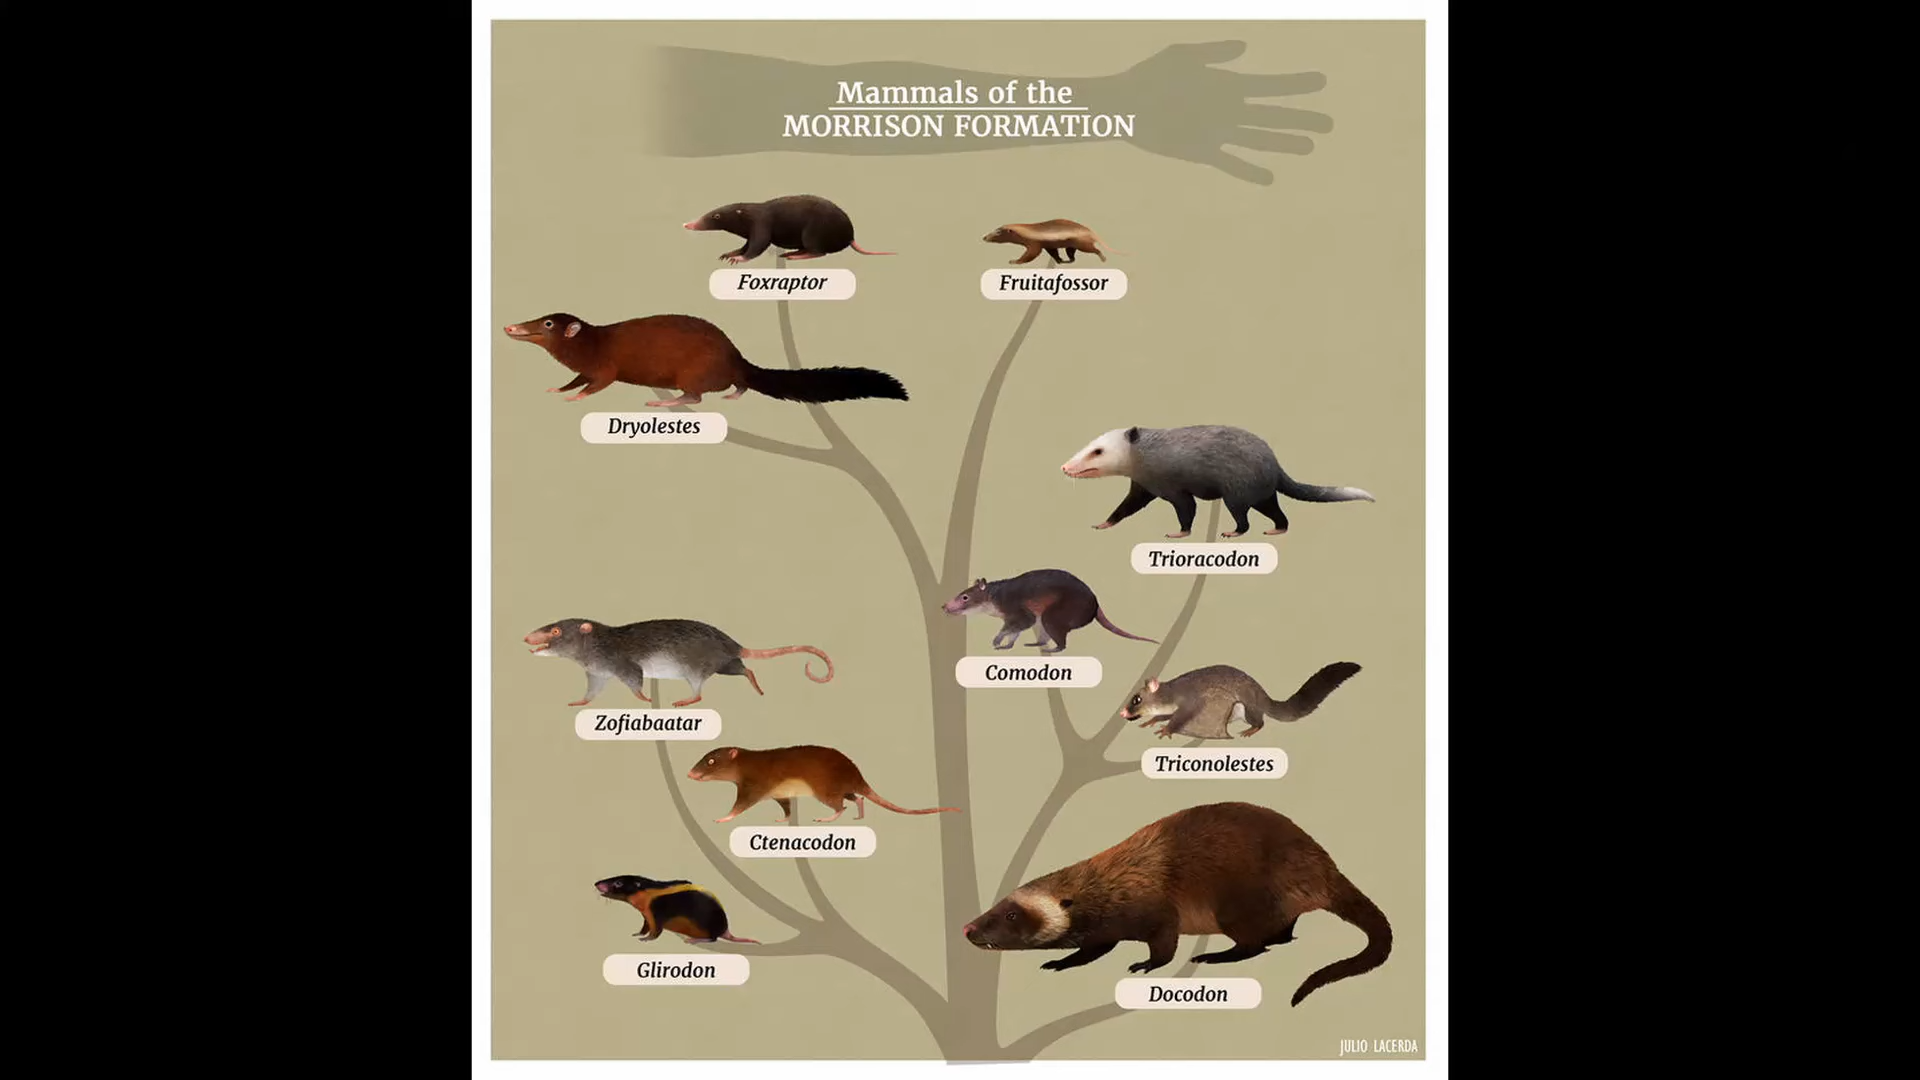 Mammals of the
MORRISON FORMATION
Foxraptor
Fruitafossor
Dryolestes
Trioracodon
Comodon
Zofiabaatar
Triconolestes
Ctenacodon
Glirodon
Docodon
JULIO LACERDA